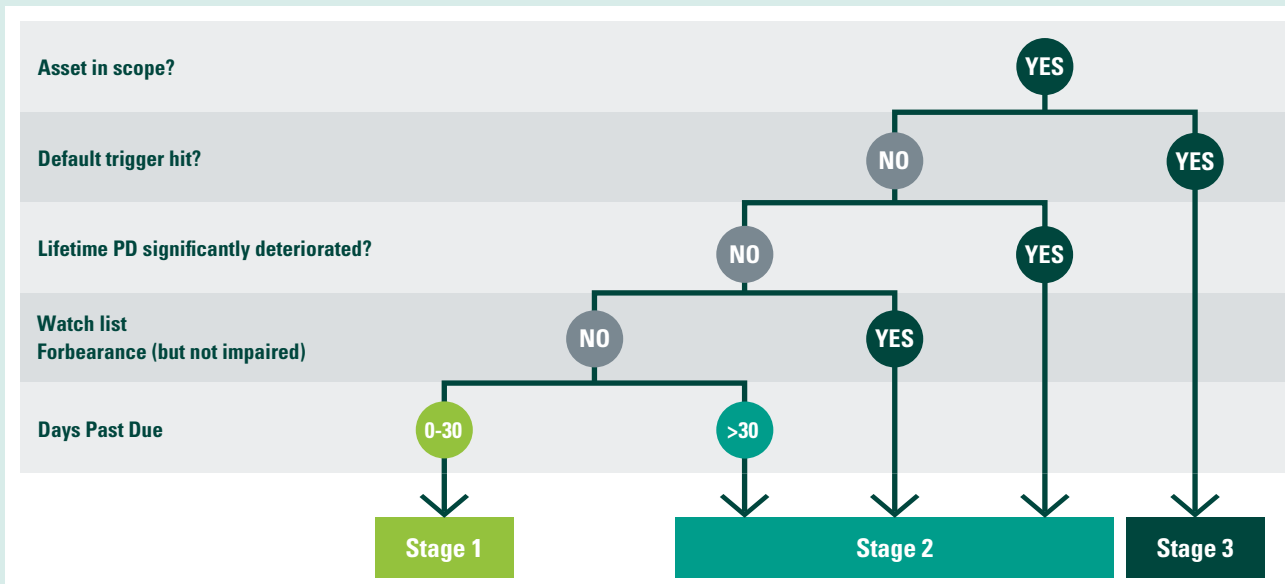 Asset in scope?
YES
Default trigger hit?
NO
YES
Lifetime PD significantly deteriorated?
NO
YES
Watch list
Forbearance (but not impaired)
NO
YES
Days Past Due
0-30
>30
Stage 1
Stage 2
Stage 3